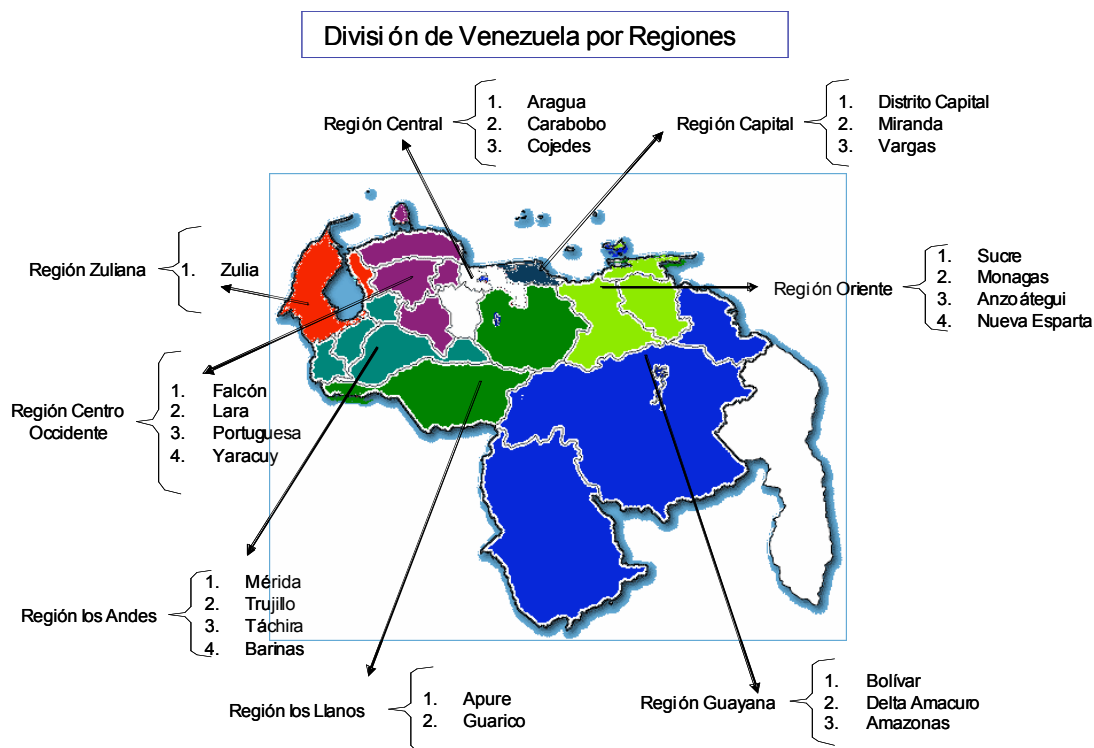 División de Venezuela por Regiones
Región Central
1. Aragua
2. Carabobo
3. Cojedes
Región Capital
1. Distrito Capital
2. Miranda
3. Vargas
Región Zuliana
1. Zulia
Región Oriente
1. Sucre
2. Monagas
3. Anzoátegui
4. Nueva Esparta
Región Centro
Occidente
1. Falcón
2. Lara
3. Portuguesa
4. Yaracuy
Región los Andes
1. Mérida
2. Trujillo
3. Táchira
4. Barinas
Región los Llanos
1. Apure
2. Guarico
Región Guayana
1. Bolívar
2. Delta Amacuro
3. Amazonas